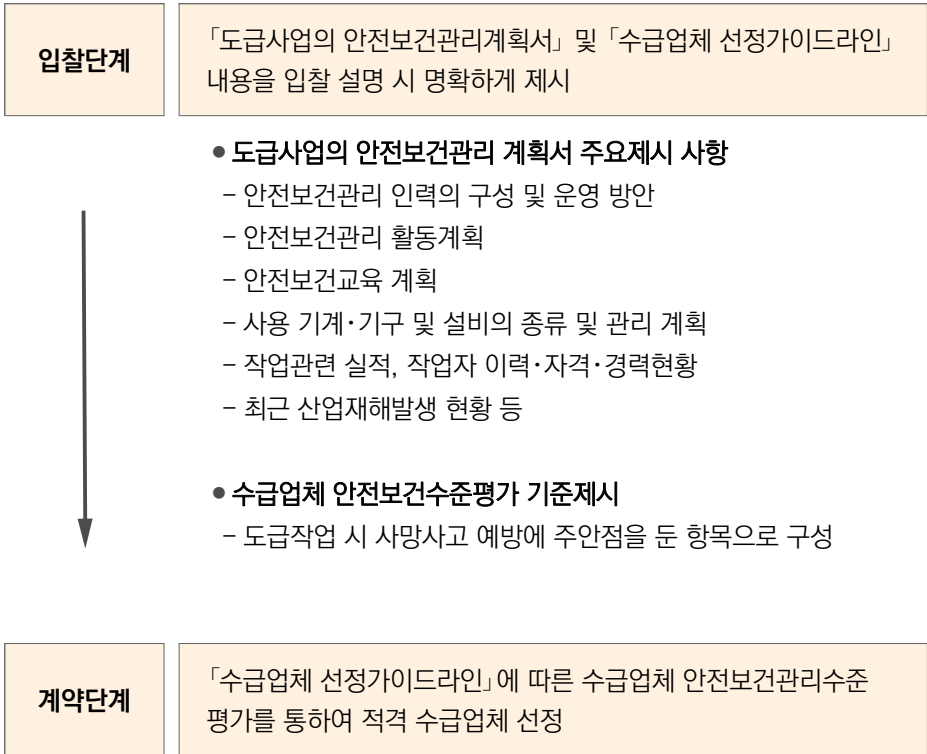 입찰단계
「도급사업의 안전보건관리계획서」 및 「수급업체 선정가이드라인」
내용을 입찰 설명 시 명확하게 제시
● 도급사업의 안전보건관리 계획서 주요제시 사항
- 안전보건관리 인력의 구성 및 운영 방안
- 안전보건관리 활동계획
- 안전보건교육 계획
- 사용 기계·기구 및 설비의 종류 및 관리 계획
- 작업관련 실적, 작업자 이력·자격·경력현황
- 최근 산업재해발생 현황 등
● 수급업체 안전보건수준평가 기준제시
- 도급작업 시 사망사고 예방에 주안점을 둔 항목으로 구성
계약단계
「수급업체 선정가이드라인」에 따른 수급업체 안전보건관리수준
평가를 통하여 적격 수급업체 선정